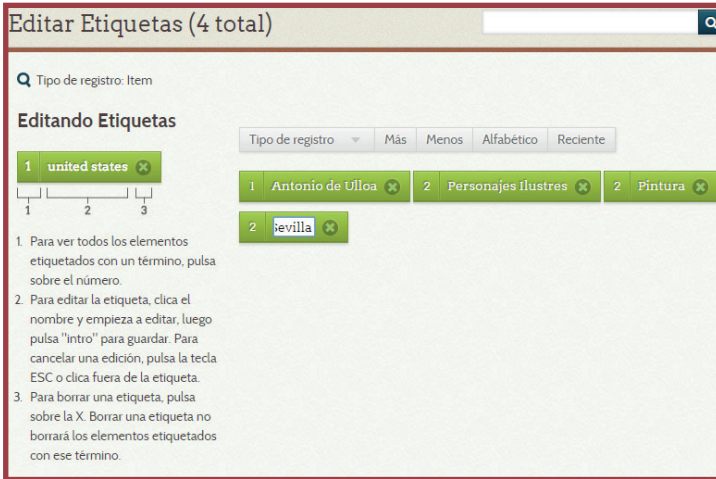 Editar Etiquetas (4 total)
Tipo de registro: Item
Editando Etiquetas
1 united states
1 2 3
1. Para ver todos los elementos
etiquetados con un término, pulsa
sobre el número.
2. Para editar la etiqueta, clica el
nombre y empieza a editar, luego
pulsa "intro" para guardar. Para
cancelar una edición, pulsa la tecla
ESC o clica fuera de la etiqueta.
3. Para borrar una etiqueta, pulsa
sobre la X. Borrar una etiqueta no
borrará los elementos etiquetados
con ese término.
Tipo de registro Más Menos Alfabético Reciente
1 Antonio de Ulloa 2 Personajes Ilustres 2 Pintura
2 Sevilla